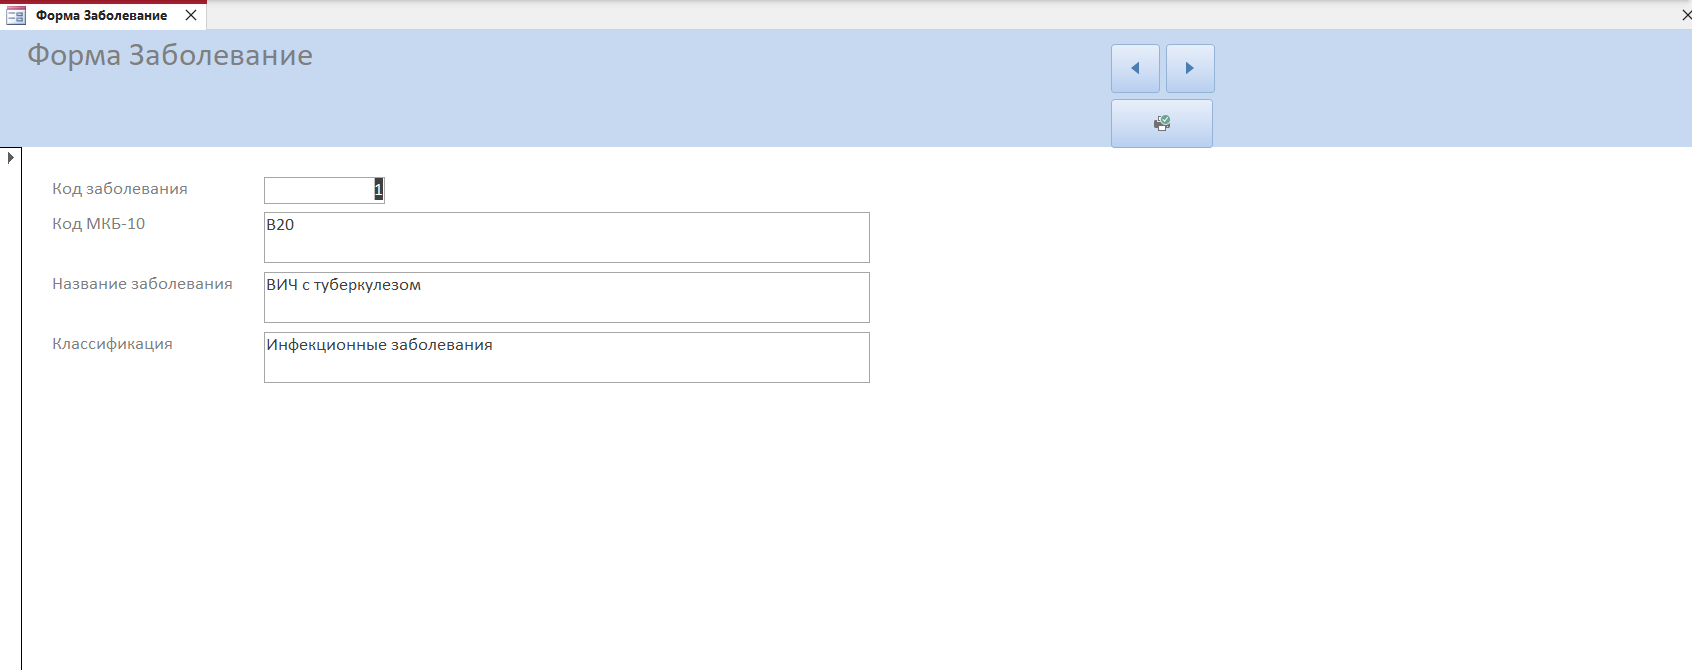 Форма Заболевание
Форма Заболевание
Код заболевания 1
Код МКБ-10 B20
Название заболевания ВИЧ с туберкулезом
Классификация Инфекционные заболевания